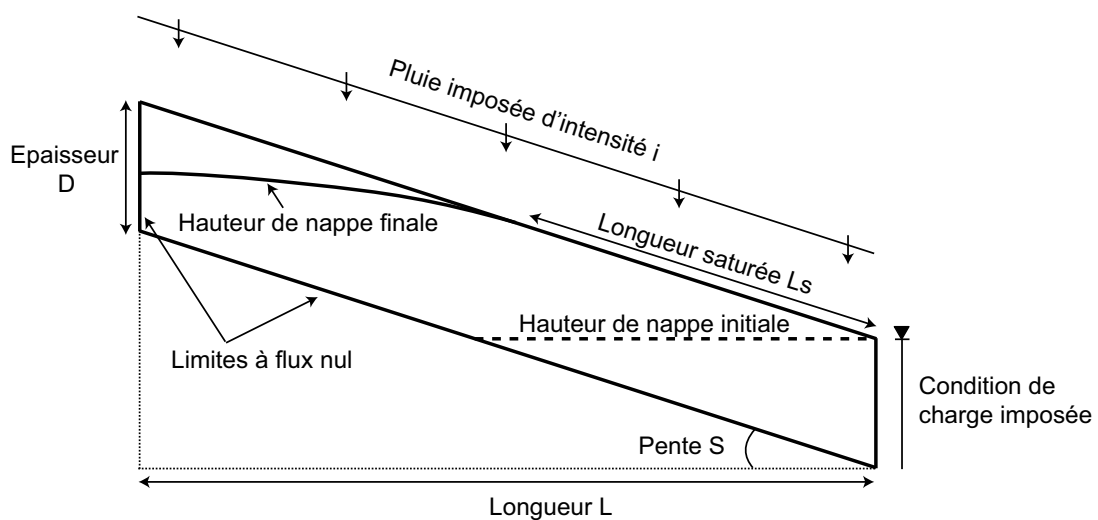 Pluie imposée d'intensité i
Epaisseur
D
Hauteur de nappe finale
Longueur saturée Ls
Hauteur de nappe initiale
Limites à flux nul
Condition de
charge imposée
Pente S
Longueur L